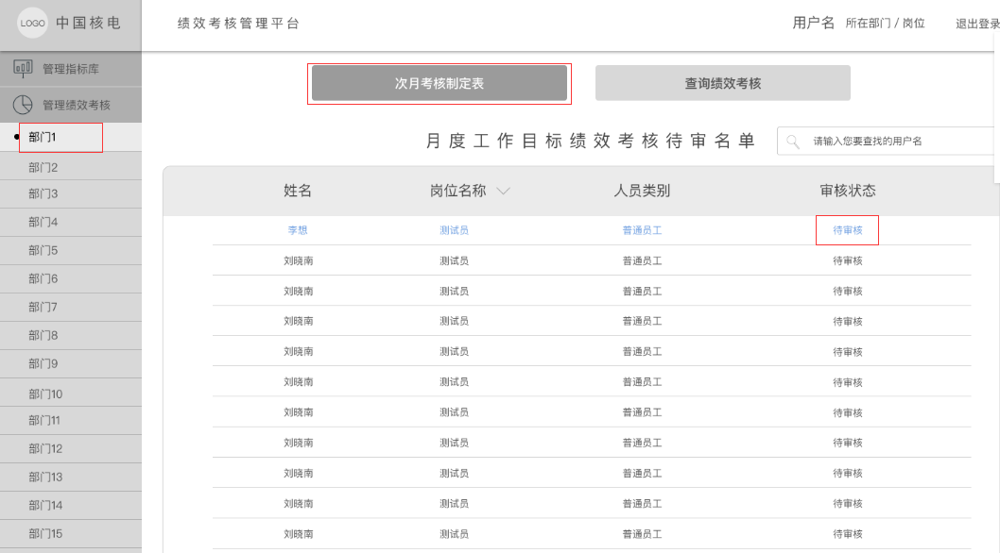 LOGO 中国核电
绩效考核管理平台
用户名 所在部门 / 岗位 退出登录
管理指标库
管理绩效考核
部门1
部门2
部门3
部门4
部门5
部门6
部门7
部门8
部门9
部门10
部门11
部门12
部门13
部门14
部门15
次月考核制定表 查询绩效考核
月度工作目标绩效考核待审名单
请输入您要查找的用户名
姓名 岗位名称 人员类别 审核状态
李想 测试员 普通员工 待审核
刘晓南 测试员 普通员工 待审核
刘晓南 测试员 普通员工 待审核
刘晓南 测试员 普通员工 待审核
刘晓南 测试员 普通员工 待审核
刘晓南 测试员 普通员工 待审核
刘晓南 测试员 普通员工 待审核
刘晓南 测试员 普通员工 待审核
刘晓南 测试员 普通员工 待审核
刘晓南 测试员 普通员工 待审核
刘晓南 测试员 普通员工 待审核